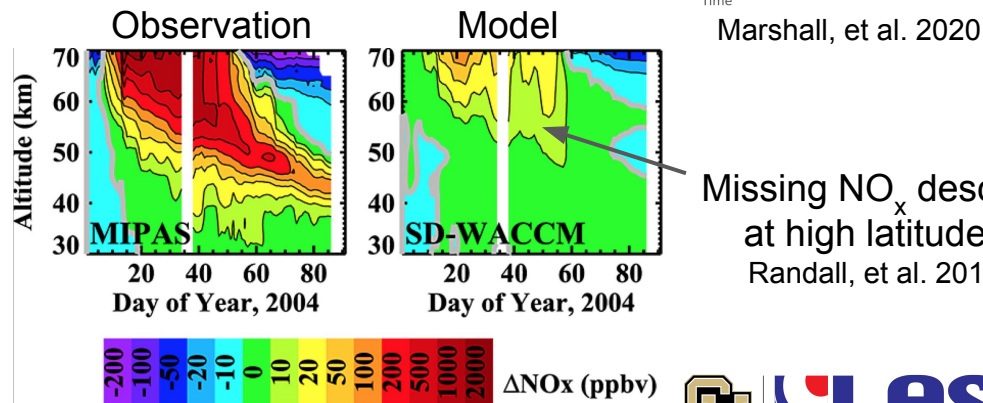 Observation
Model
Time
Marshall, et al. 2020
Altitude (km)
70
60
50
40
30
MIPAS
20 40 60 80
Day of Year, 2004
70
60
50
40
30
SD-WACCM
20 40 60 80
Day of Year, 2004
Missing NOx
at high latitude
Randall, et al. 201
-200 -100 -50 -20 -10 0 10 20 50 100 200 500 1000 2000
ΔNOx (ppbv)